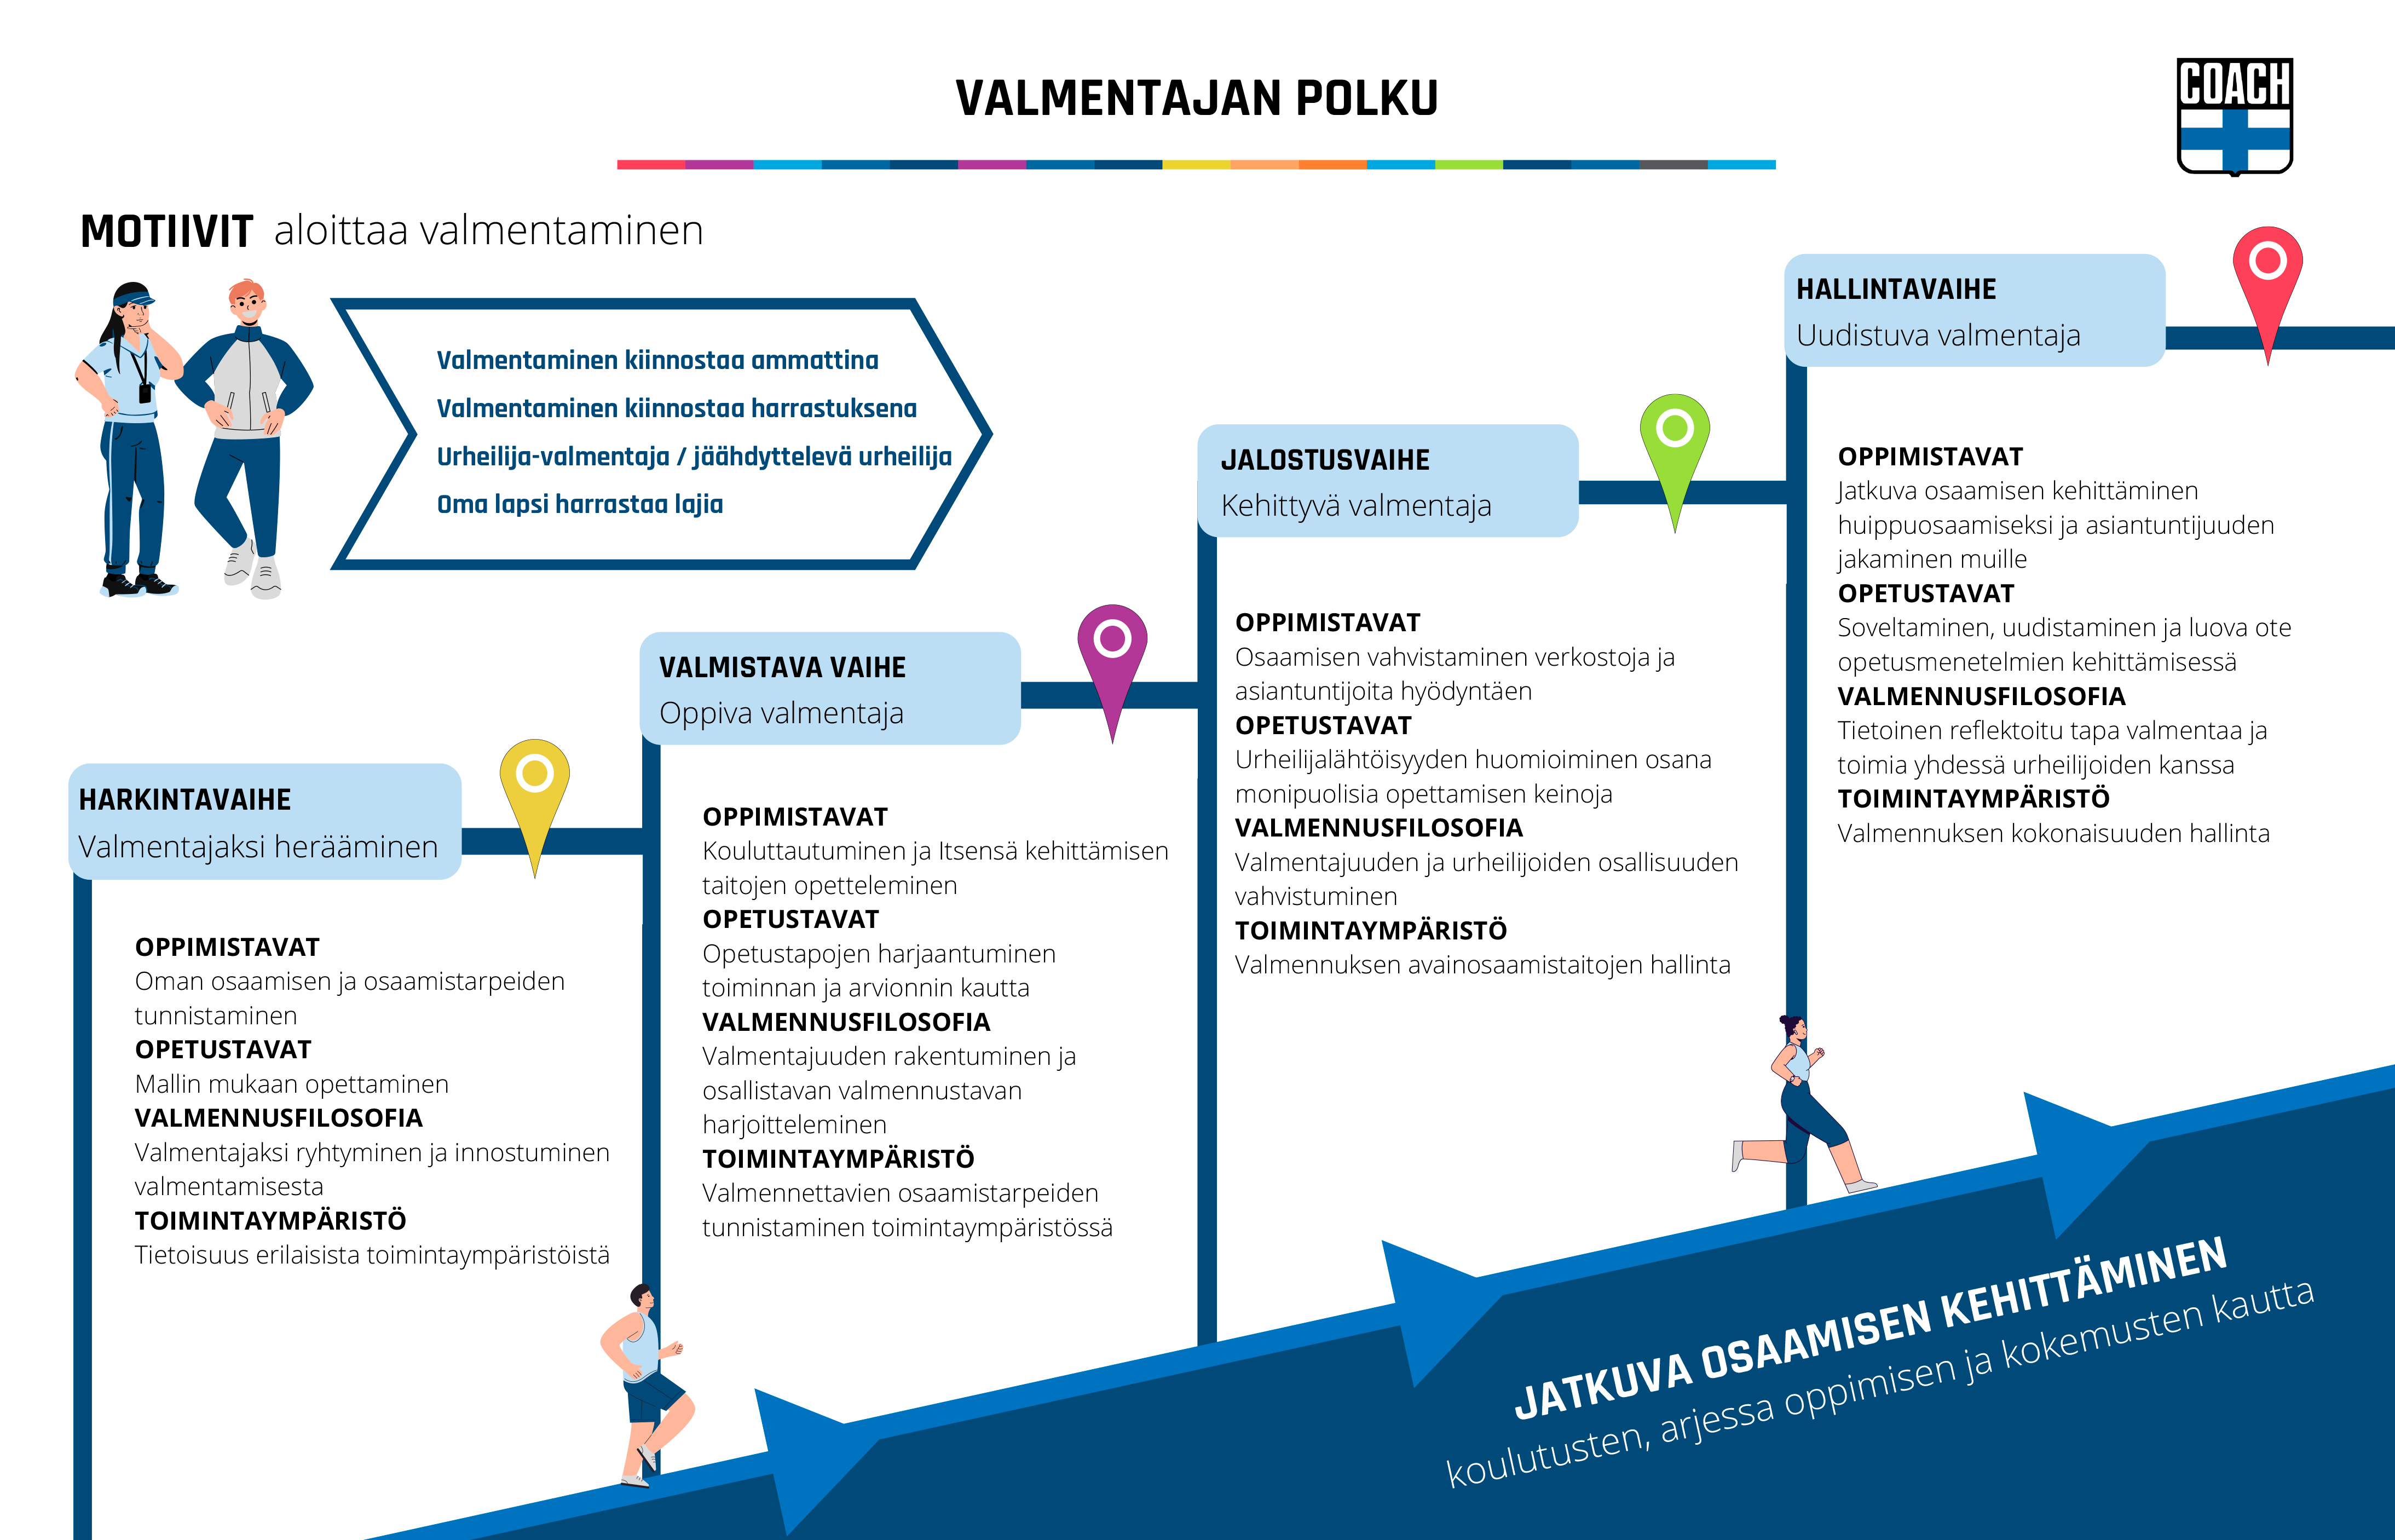 VALMENTAJAN POLKU
COACH
MOTIIVIT aloittaa valmentaminen
Valmentaminen kiinnostaa ammattina
Valmentaminen kiinnostaa harrastuksena
Urheilija-valmentaja / jäähdyttelevä urheilija
Oma lapsi harrastaa lajia
HARKINTAVAIHE
Valmentajaksi herääminen
OPPIMISTAVAT
Oman osaamisen ja osaamistarpeiden
tunnistaminen
OPETUSTAVAT
Mallin mukaan opettaminen
VALMENNUSFILOSOFIA
Valmentajaksi ryhtyminen ja innostuminen
valmentamisesta
TOIMINTAYMPÄRISTÖ
Tietoisuus erilaisista toimintaympäristöistä
VALMISTAVA VAIHE
Oppiva valmentaja
OPPIMISTAVAT
Kouluttautuminen ja Itsensä kehittämisen
taitojen opetteleminen
OPETUSTAVAT
Opetustapojen harjaantuminen
toiminnan ja arvionnin kautta
VALMENNUSFILOSOFIA
Valmentajuuden rakentuminen ja
osallistavan valmennustavan
harjoitteleminen
TOIMINTAYMPÄRISTÖ
Valmennettavien osaamistarpeiden
tunnistaminen toimintaympäristössä
JALOSTUSVAIHE
Kehittyvä valmentaja
OPPIMISTAVAT
Osaamisen vahvistaminen verkostoja ja
asiantuntijoita hyödyntäen
OPETUSTAVAT
Urheilijalähtöisyyden huomioiminen osana
monipuolisia opettamisen keinoja
VALMENNUSFILOSOFIA
Valmentajuuden ja urheilijoiden osallisuuden
vahvistuminen
TOIMINTAYMPÄRISTÖ
Valmennuksen avainosaamistaitojen hallinta
HALLINTAVAIHE
Uudistuva valmentaja
OPPIMISTAVAT
Jatkuva osaamisen kehittäminen
huippuosaamiseksi ja asiantuntijuuden
jakaminen muille
OPETUSTAVAT
Soveltaminen, uudistaminen ja luova ote
opetusmenetelmien kehittämisessä
VALMENNUSFILOSOFIA
Tietoinen reflektoitu tapa valmentaa ja
toimia yhdessä urheilijoiden kanssa
TOIMINTAYMPÄRISTÖ
Valmennuksen kokonaisuuden hallinta
JATKUVA OSAAMISEN KEHITTÄMINEN
koulutusten, arjessa oppimisen ja kokemusten kautta